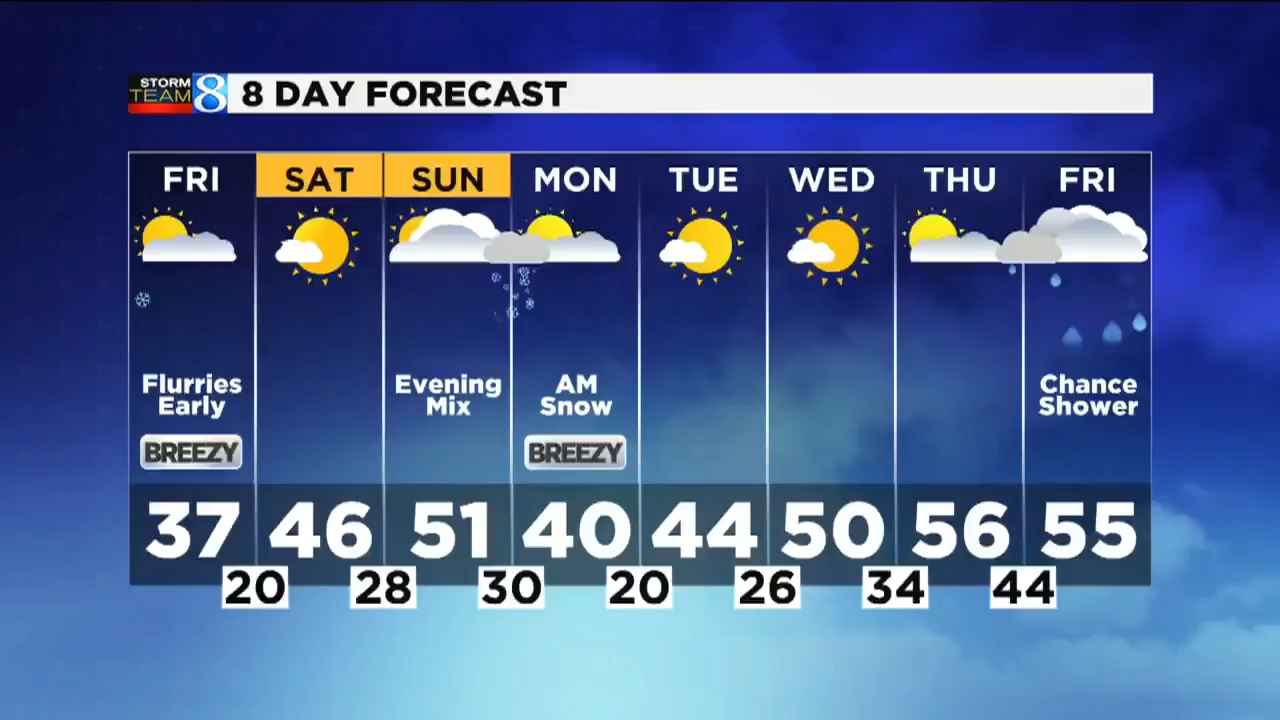 STORM
TEAM 8
8 DAY FORECAST
FRI SAT SUN MON TUE WED THU FRI
Flurries Early
Evening Mix
AM Snow
Chance Shower
BREEZY BREEZY
37 46 51 40 44 50 56 55
20 28 30 20 26 34 44